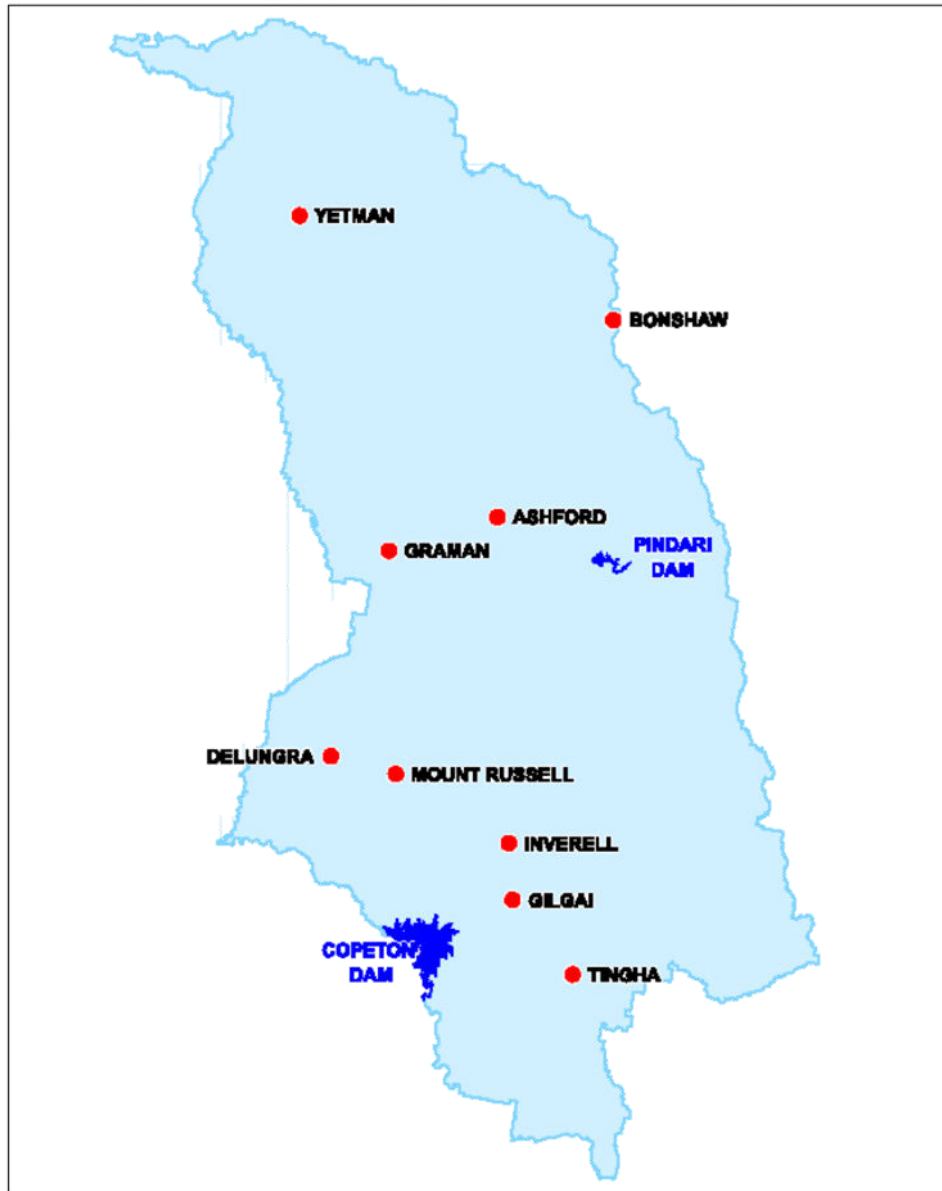 YETMAN
BONSHAW
ASHFORD
GRAMAN
PINDARI
DAM
DELUNGRA
MOUNT RUSSELL
INVERELL
GILGAI
COPETON
DAM
TINGHA